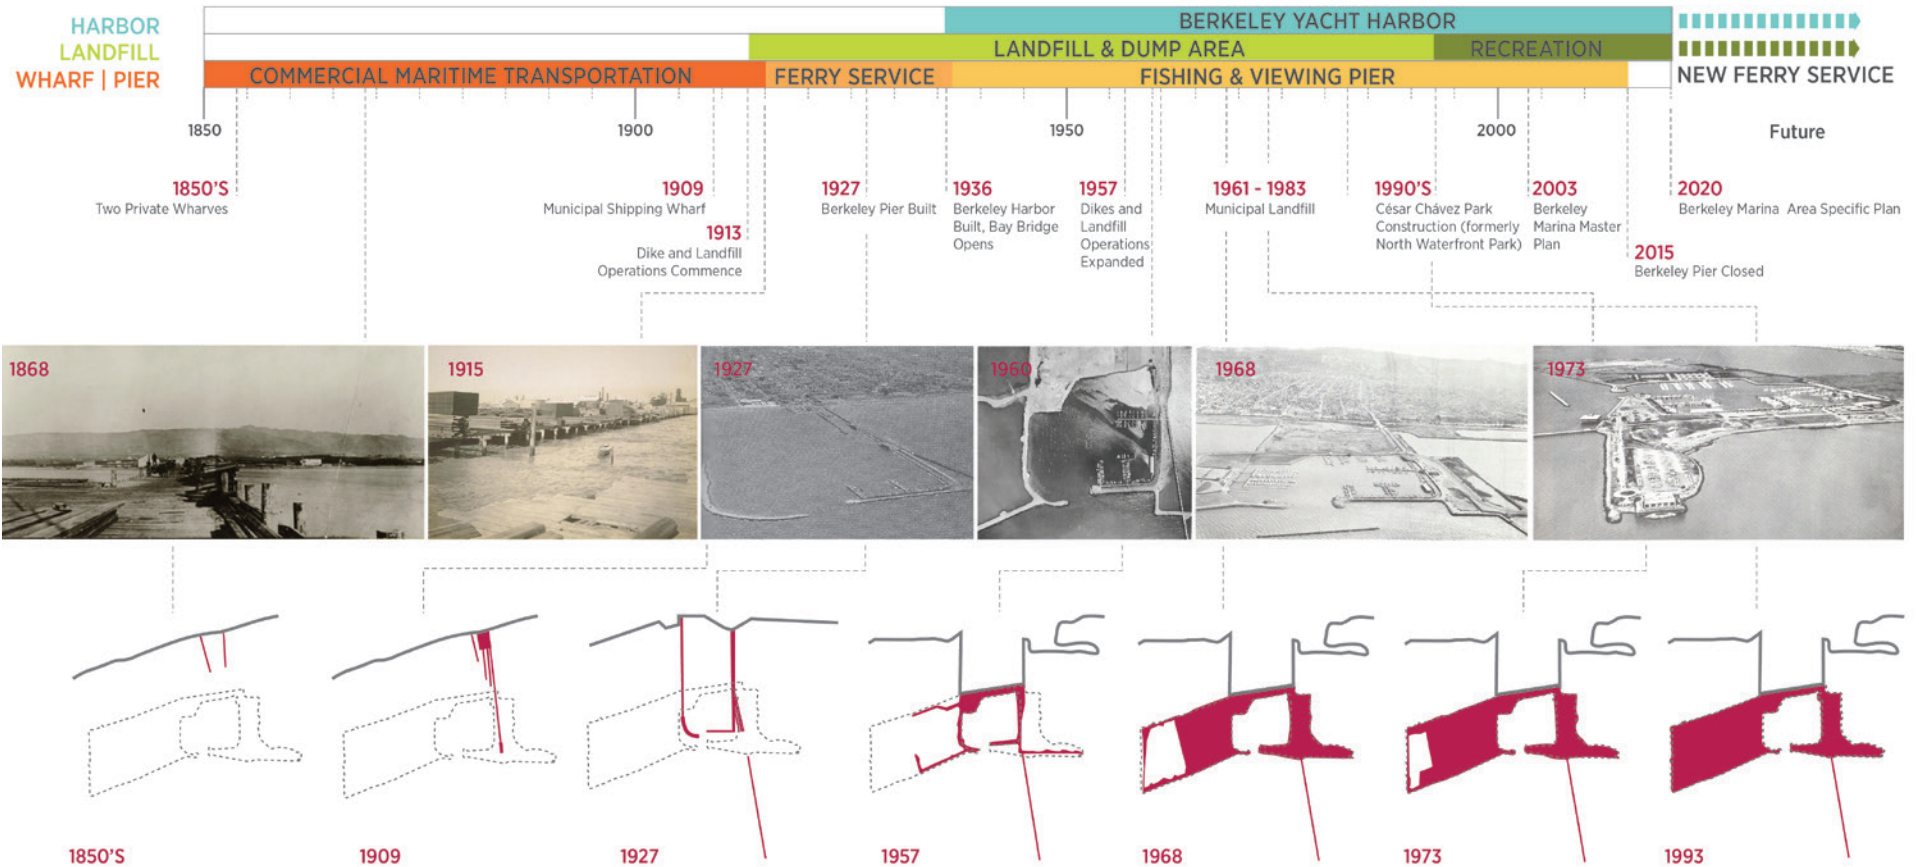 HARBOR
LANDFILL
WHARF | PIER
BERKELEY YACHT HARBOR
LANDFILL & DUMP AREA
RECREATION
COMMERCIAL MARITIME TRANSPORTATION
FERRY SERVICE
FISHING & VIEWING PIER
NEW FERRY SERVICE
1850
1900
1950
2000
Future
1850'S
Two Private Wharves
1909
Municipal Shipping Wharf
1913
Dike and Landfill
Operations Commence
1927
Berkeley Pier Built
1936
Berkeley Harbor
Built, Bay Bridge
Opens
1957
Dikes and
Landfill
Operations
Expanded
1961 - 1983
Municipal Landfill
1990'S
César Chávez Park
Construction (formerly
North Waterfront Park)
2003
Berkeley
Marina Master
Plan
2015
Berkeley Pier Closed
2020
Berkeley Marina Area Specific Plan
1868
1915
1927
1960
1968
1973
1850'S
1909
1927
1957
1968
1973
1993